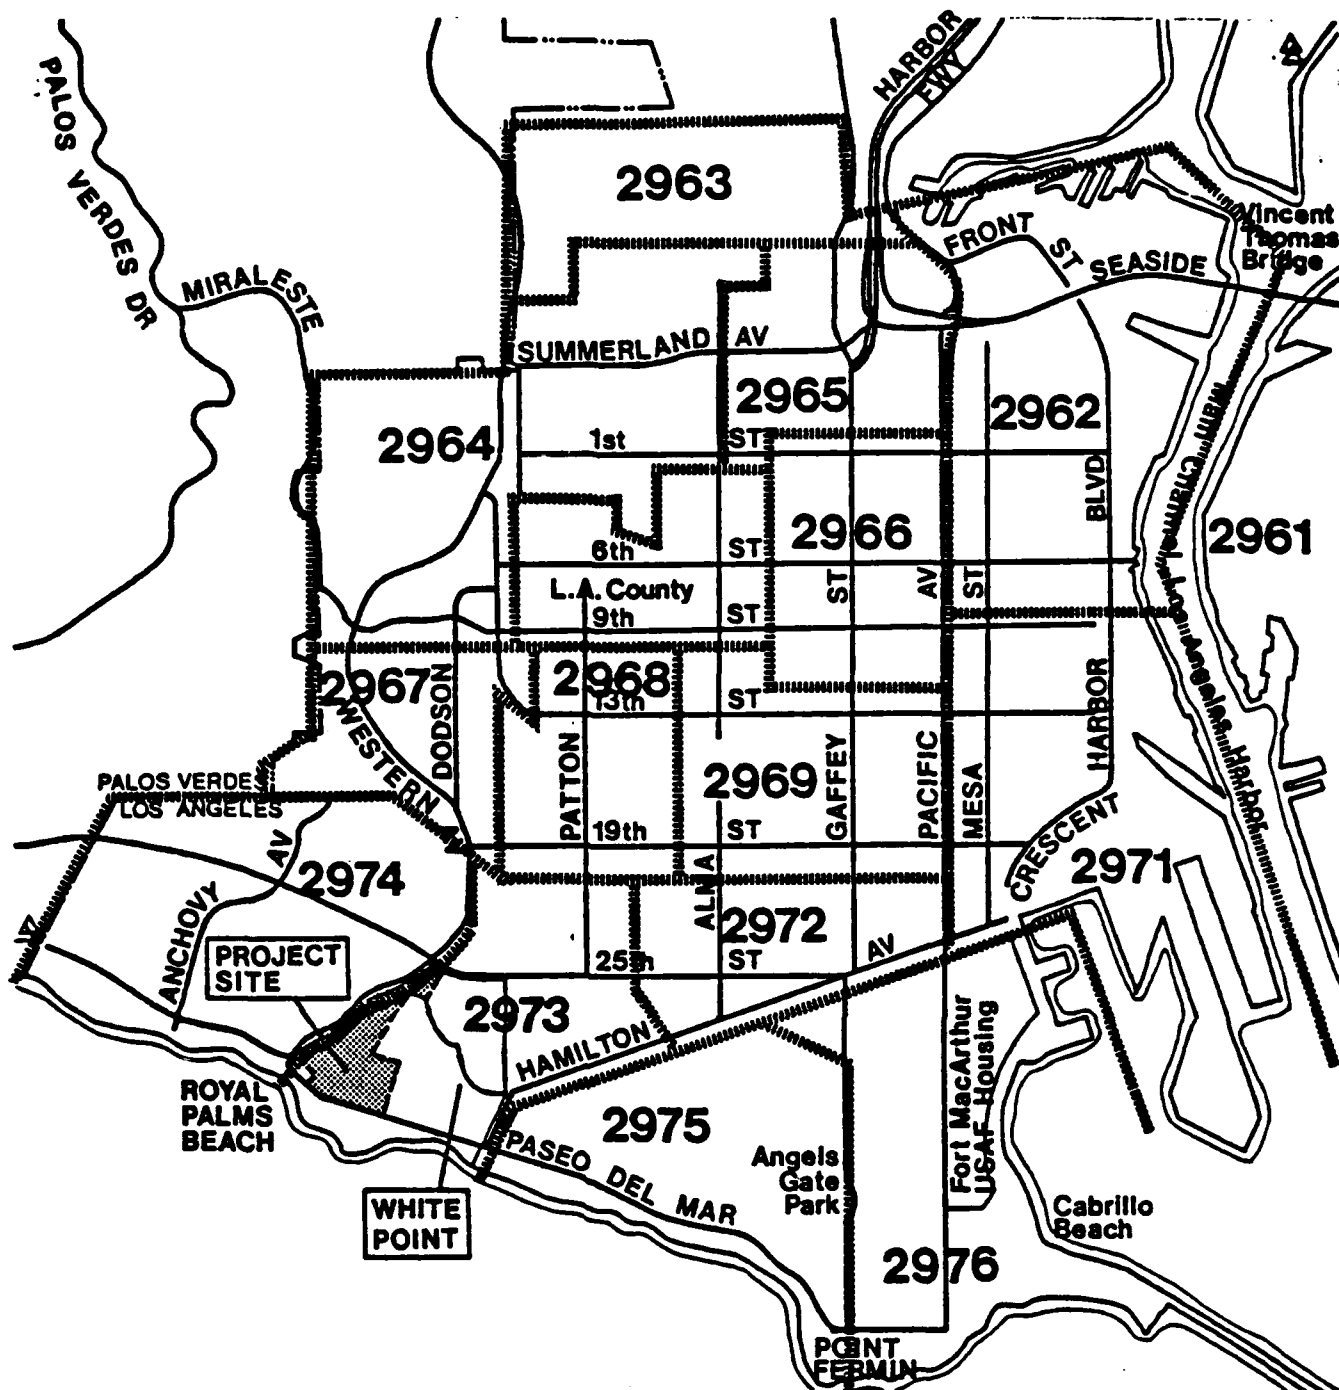 HARBOR
FWY
PALOS VERDES DR
2963
Vincent
Thomas
Bridge
FRONT ST
SEASIDE
MIRALESTE
SUMMERLAND AV
2965
2962
2964
1st ST
BLVD
2966
2961
6th ST
ST
AV
ST
L.A. County
9th ST
Main Channel Los Angeles Harbor
2967
2968
13th ST
DODSON
HARBOR
WESTERN
PATTON
2969
GAFFEY
PACIFIC
MESA
PALOS VERDE
LOS ANGELES
19th ST
CRESCENT
2971
AV
2974
ALMA
ANCHOVY
2972
PROJECT
SITE
25th ST
AV
2973
HAMILTON
Fort MacArthur
USAF Housing
ROYAL
PALMS
BEACH
2975
PASEO DEL MAR
Angels
Gate
Park
WHITE
POINT
Cabrillo
Beach
2976
POINT
FERMIN